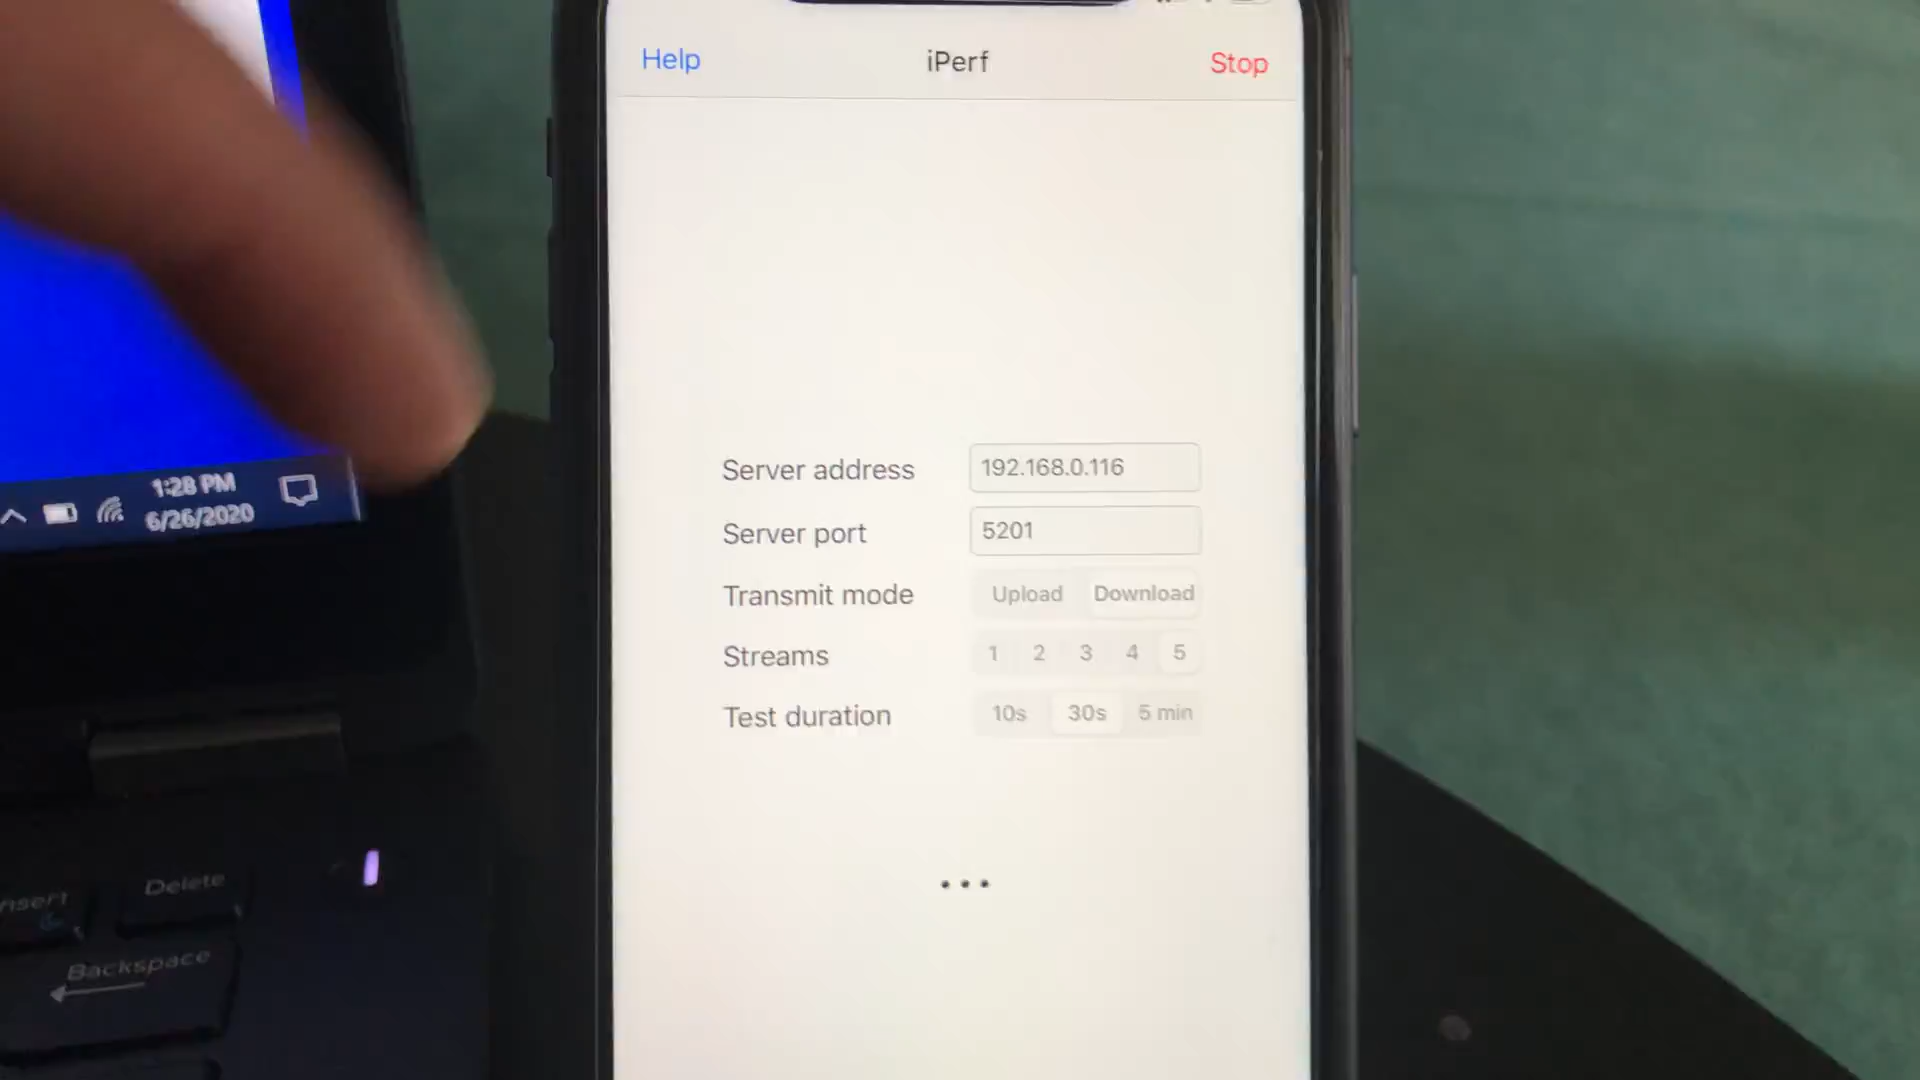 Help iPerf Stop
Server address 192.168.0.116
Server port 5201
Transmit mode Upload Download
Streams 1 2 3 4 5
Test duration 10s 30s 5 min
•••
1:28 PM
6/26/2020
Delete
Backspace